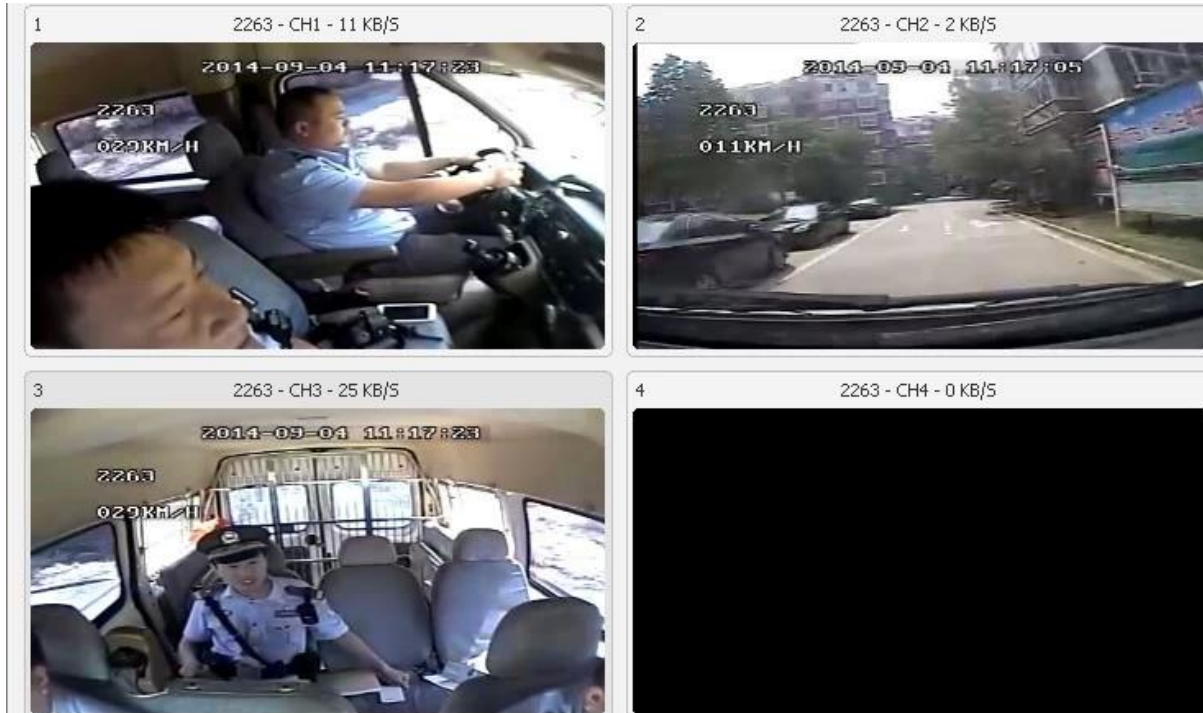 1
2263 - CH1 - 11 KB/S
2014-09-04 11:17:23
2263
029KM/H
2
2263 - CH2 - 2 KB/S
2014-09-04 11:17:05
2263
011KM/H
3
2263 - CH3 - 25 KB/S
2014-09-04 11:17:23
2263
029KM/H
4
2263 - CH4 - 0 KB/S